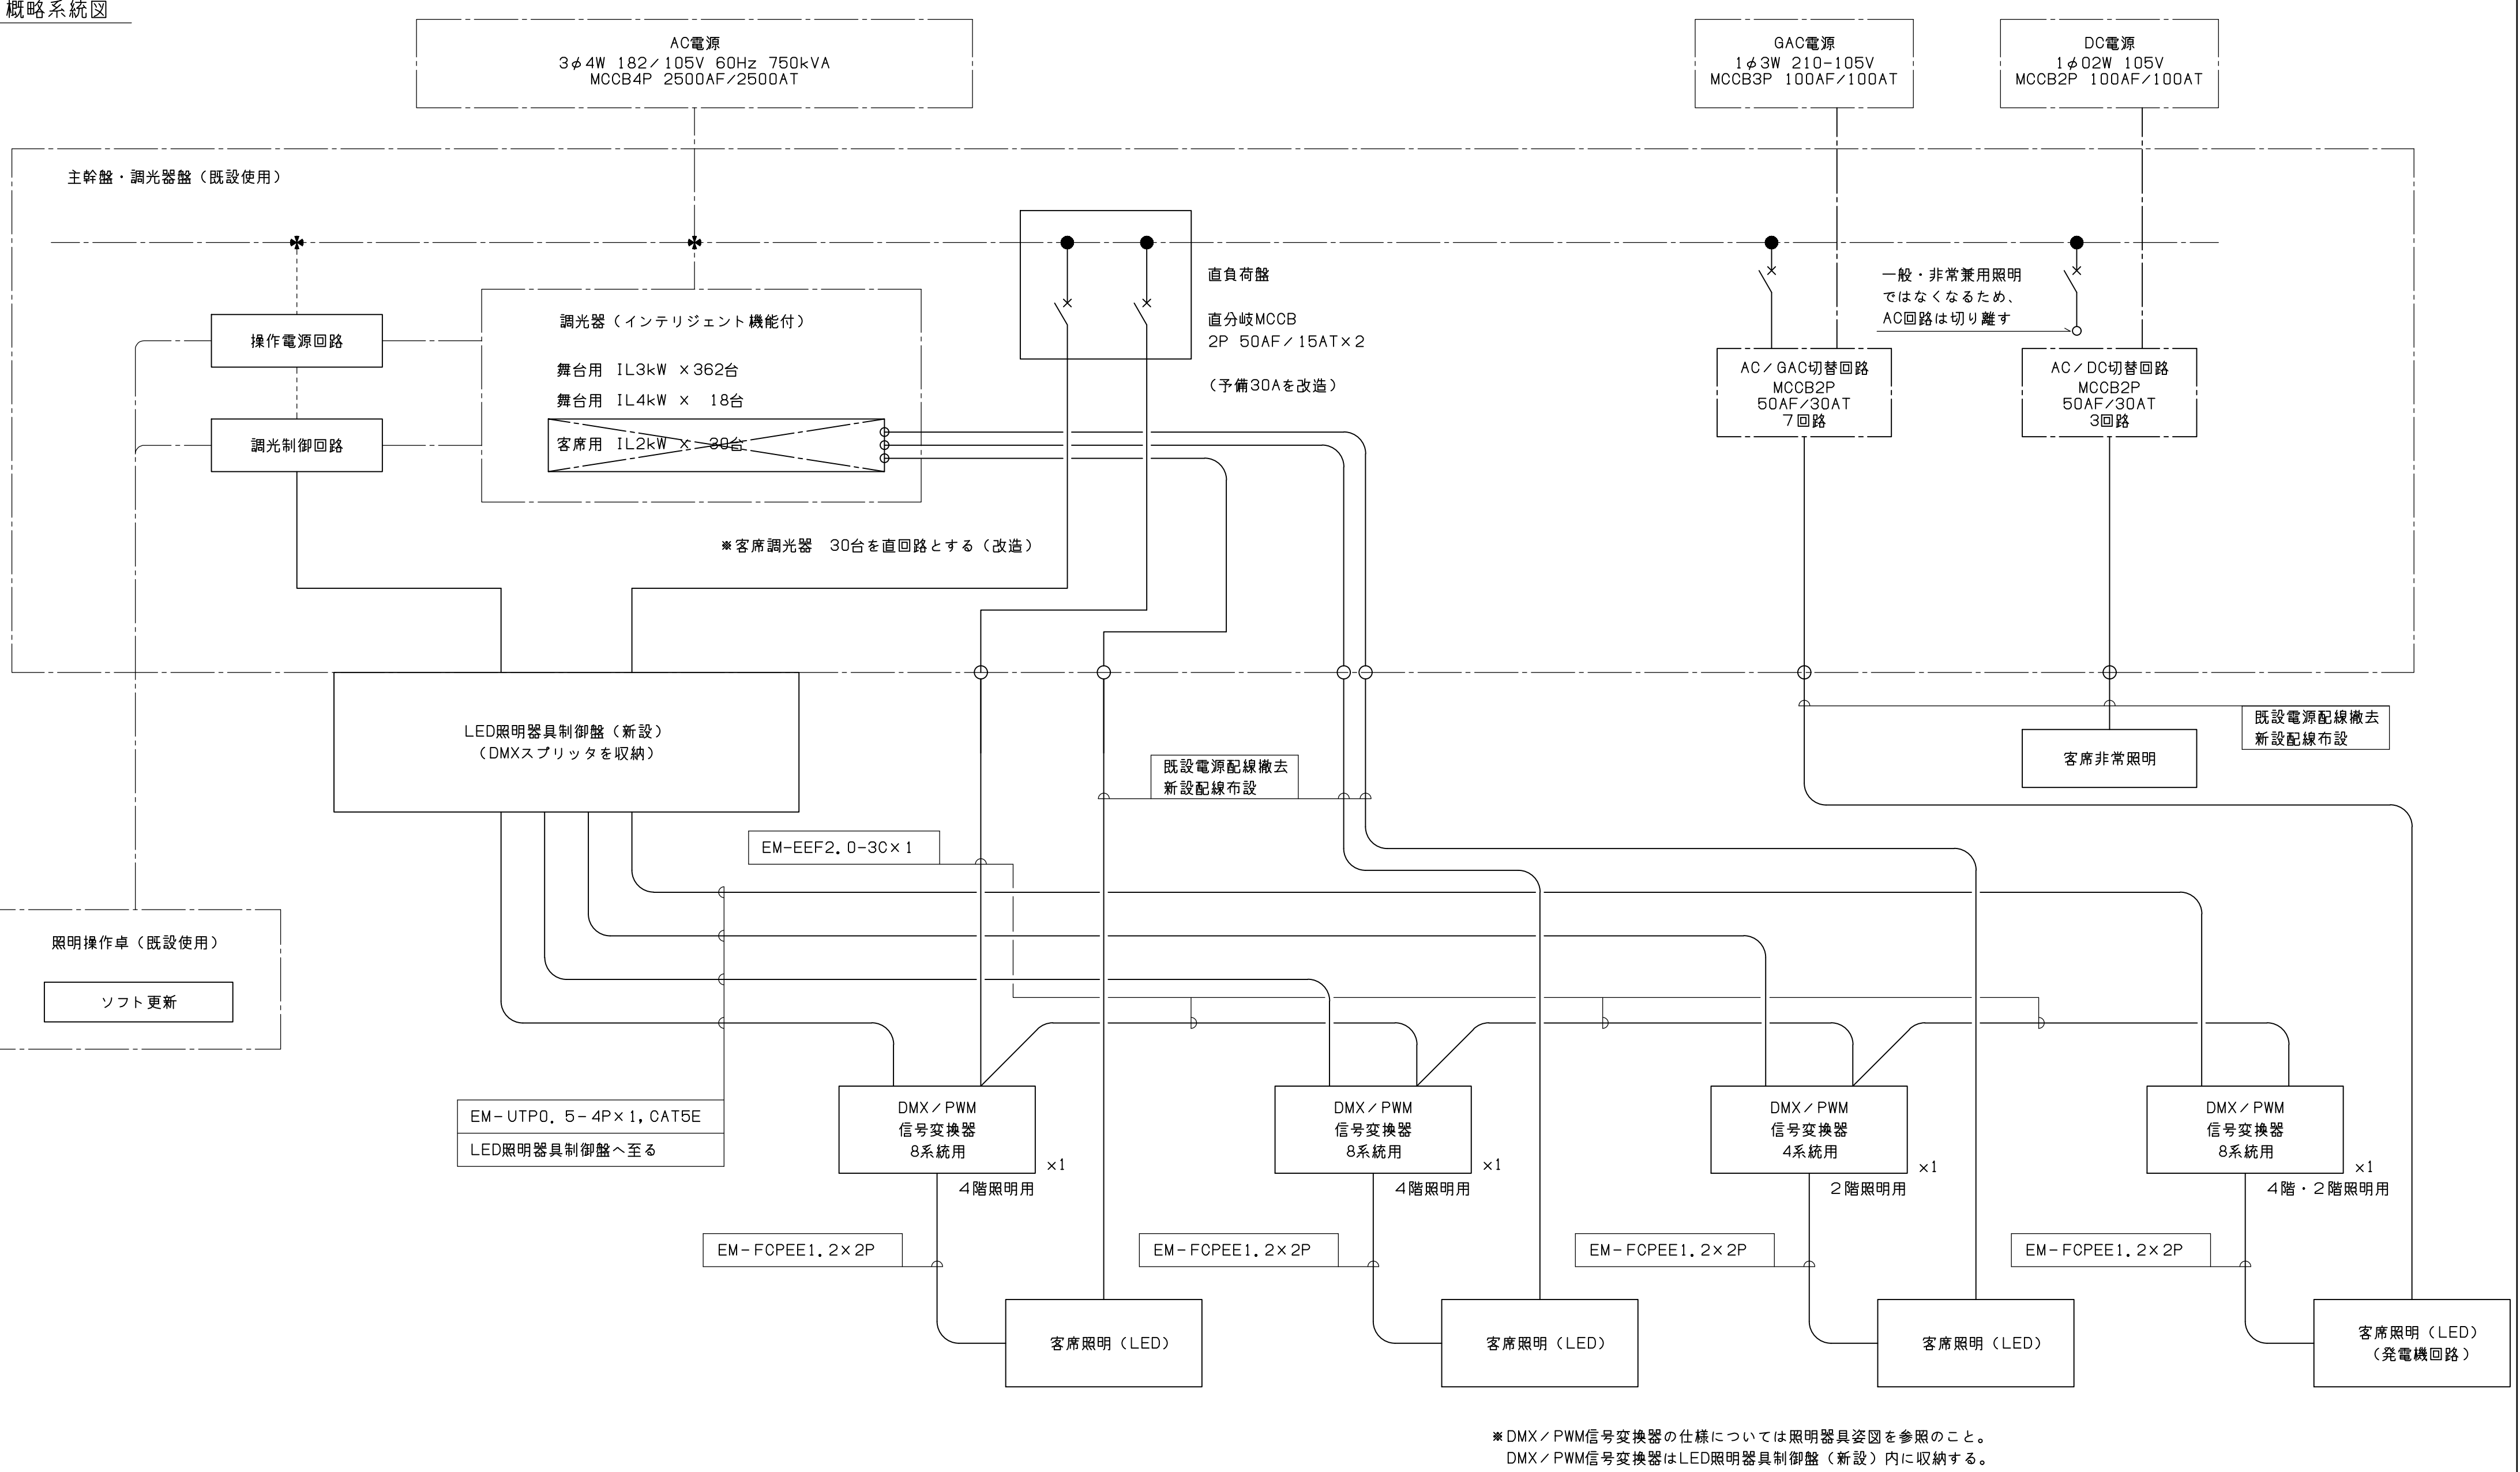 概略系統図
AC電源
3φ4W 182/105V 60Hz 750kVA
MCCB4P 2500AF/2500AT
GAC電源
1φ3W 210-105V
MCCB3P 100AF/100AT
DC電源
1φ02W 105V
MCCB2P 100AF/100AT
主幹盤・調光器盤（既設使用）
操作電源回路
調光制御回路
調光器（インテリジェント機能付）
舞台用 IL3kW ×362台
舞台用 IL4kW × 18台
客席用 IL2kW × 30台
※客席調光器 30台を直回路とする（改造）
直負荷盤
直分岐MCCB
2P 50AF/15AT×2
（予備30Aを改造）
一般・非常兼用照明
ではなくなるため、
AC回路は切り離す
AC/GAC切替回路
MCCB2P
50AF/30AT
7回路
AC/DC切替回路
MCCB2P
50AF/30AT
3回路
LED照明器具制御盤（新設）
（DMXスプリッタを収納）
既設電源配線撤去
新設配線布設
既設電源配線撤去
新設配線布設
客席非常照明
EM-EEF2.0-3C×1
照明操作卓（既設使用）
ソフト更新
EM-UTP0.5-4P×1,CAT5E
LED照明器具制御盤へ至る
DMX/PWM
信号変換器
8系統用
×1
4階照明用
DMX/PWM
信号変換器
8系統用
×1
4階照明用
DMX/PWM
信号変換器
4系統用
×1
2階照明用
DMX/PWM
信号変換器
8系統用
×1
4階・2階照明用
EM-FCPEE1.2×2P
EM-FCPEE1.2×2P
EM-FCPEE1.2×2P
EM-FCPEE1.2×2P
客席照明（LED）
客席照明（LED）
客席照明（LED）
客席照明（LED）
（発電機回路）
※DMX/PWM信号変換器の仕様については照明器具姿図を参照のこと。
DMX/PWM信号変換器はLED照明器具制御盤（新設）内に収納する。